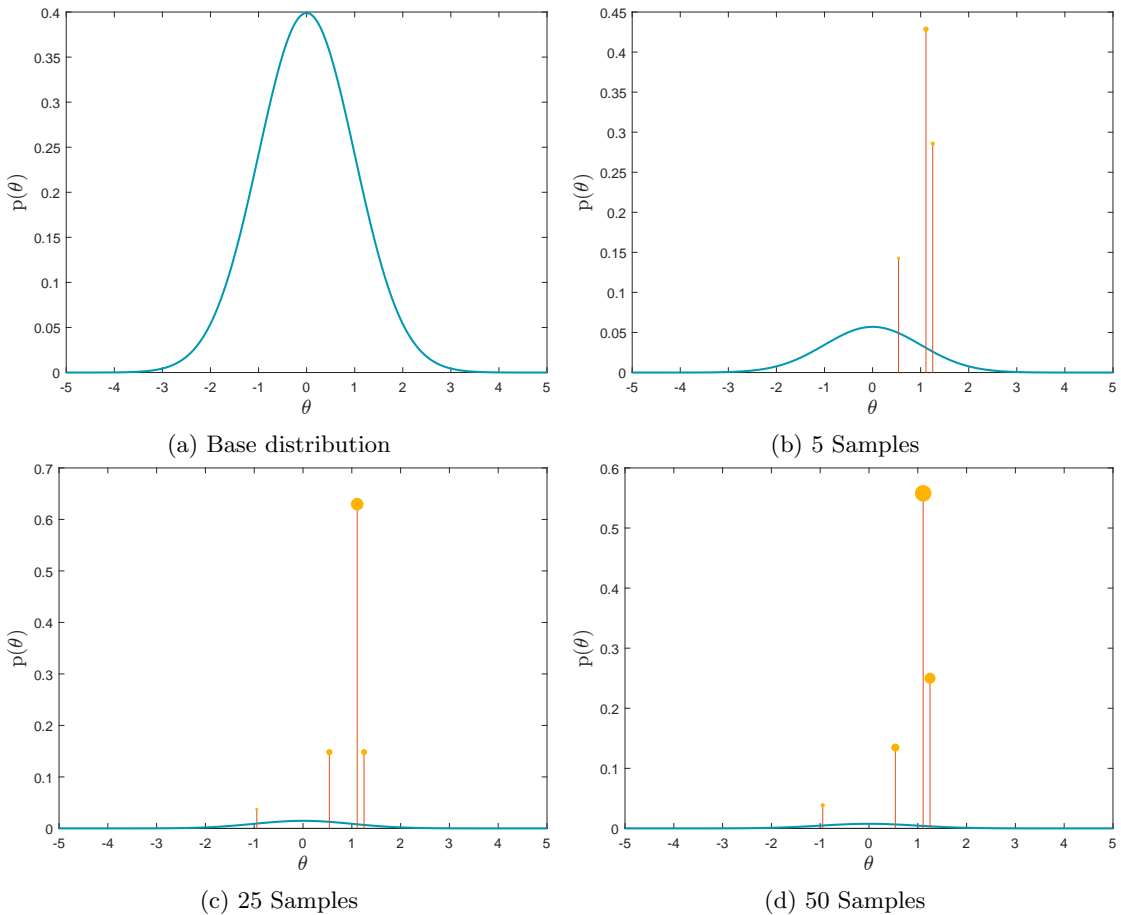 0.4
0.35
0.3
0.25
0.2
0.15
0.1
0.05
0
p(θ)
-5 -4 -3 -2 -1 0 1 2 3 4 5
θ
(a) Base distribution
0.45
0.4
0.35
0.3
0.25
0.2
0.15
0.1
0.05
0
p(θ)
-5 -4 -3 -2 -1 0 1 2 3 4 5
θ
(b) 5 Samples
0.7
0.6
0.5
0.4
0.3
0.2
0.1
0
p(θ)
-5 -4 -3 -2 -1 0 1 2 3 4 5
θ
(c) 25 Samples
0.6
0.5
0.4
0.3
0.2
0.1
0
p(θ)
-5 -4 -3 -2 -1 0 1 2 3 4 5
θ
(d) 50 Samples